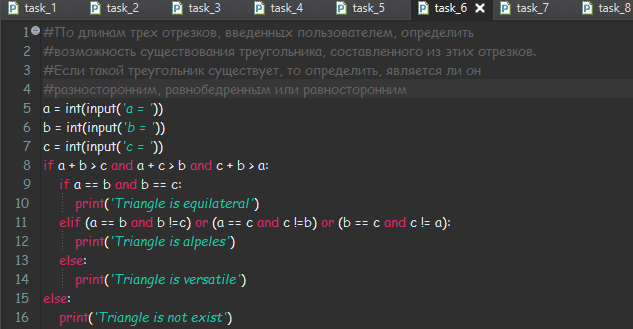 task_1 task_2 task_3 task_4 task_5 task_6 task_7 task_8
1 #По длинам трех отрезков, введенных пользователем, определить
2 #возможность существования треугольника, составленного из этих отрезков.
3 #Если такой треугольник существует, то определить, является ли он
4 #разносторонним, равнобедренным или равносторонним
5 a = int(input('a = '))
6 b = int(input('b = '))
7 c = int(input('c = '))
8 if a + b > c and a + c > b and c + b > a:
9 if a == b and b == c:
10 print('Triangle is equilateral')
11 elif (a == b and b !=c) or (a == c and c !=b) or (b == c and c != a):
12 print('Triangle is alpeles')
13 else:
14 print('Triangle is versatile')
15 else:
16 print('Triangle is not exist')